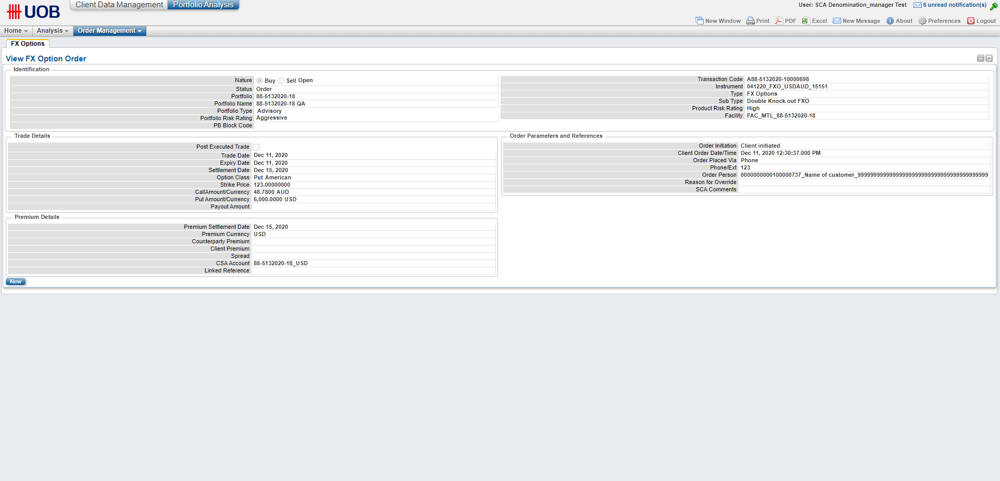 UOB
Client Data Management
Portfolio Analysis
User: SCA Denomination_manager Test
6 unread notification(s)
New Window
Print
PDF
Excel
New Message
About
Preferences
Logout
Home
Analysis
Order Management
FX Options
View FX Option Order
Identification
Nature Buy Sell Open
Status Order
Portfolio 88-5132020-18
Portfolio Name 88-5132020-18 QA
Portfolio Type Advisory
Portfolio Risk Rating Aggressive
PB Block Code
Transaction Code A88-5132020-10000698
Instrument 041220_FXO_USDAUD_15151
Type FX Options
Sub Type Double Knock out FXO
Product Risk Rating High
Facility FAC_MTL_88-5132020-18
Trade Details
Post Executed Trade
Trade Date Dec 11, 2020
Expiry Date Dec 11, 2020
Settlement Date Dec 15, 2020
Option Class Put American
Strike Price 123.00000000
CallAmount/Currency 48.7800 AUD
Put Amount/Currency 6,000.0000 USD
Payout Amount
Order Parameters and References
Order Initiation Client initiated
Client Order Date/Time Dec 11, 2020 12:30:37.000 PM
Order Placed Via Phone
Phone/Ext 123
Order Person
Reason for Override
SCA Comments
Premium Details
Premium Settlement Date Dec 15, 2020
Premium Currency USD
Counterparty Premium
Client Premium
Spread
CSA Account 88-5132020-18_USD
Linked Reference
New